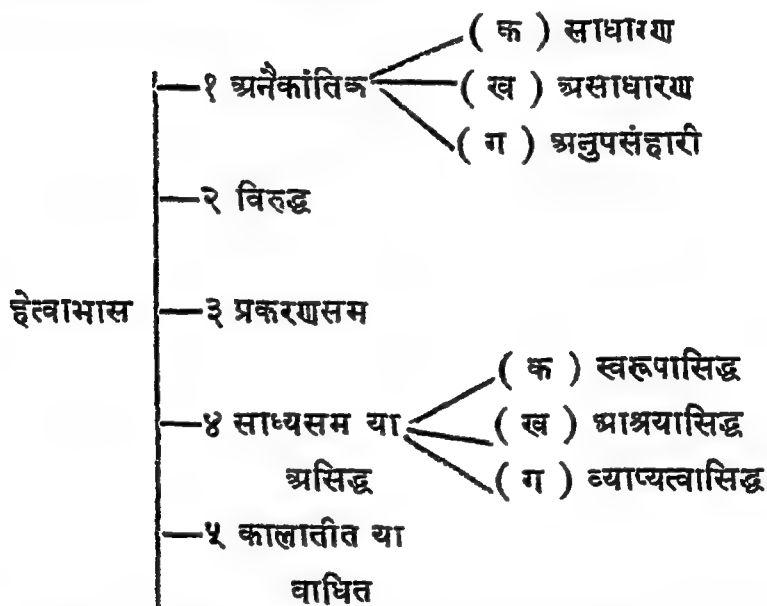 ( क ) साधारण
१ अनैकांतिक
( ख ) असाधारण
( ग ) अनुपसंहारी
२ विरुद्ध
हेत्वाभास
३ प्रकरणसम
( क ) स्वरूपासिद्ध
४ साध्यसम या
( ख ) आश्रयासिद्ध
असिद्ध
( ग ) व्याप्यत्वासिद्ध
५ कालातीत या
वाधित